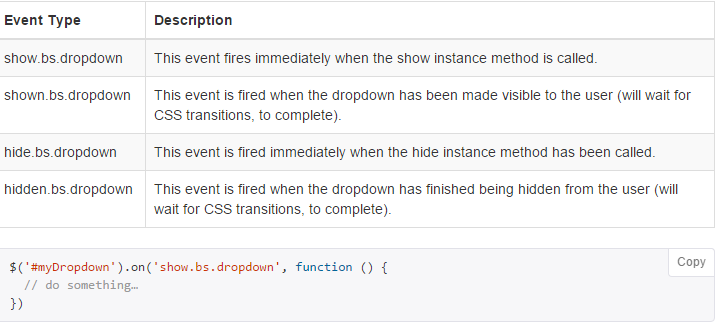 Event Type Description
show.bs.dropdown This event fires immediately when the show instance method is called.
shown.bs.dropdown This event is fired when the dropdown has been made visible to the user (will wait for
CSS transitions, to complete).
hide.bs.dropdown This event is fired immediately when the hide instance method has been called.
hidden.bs.dropdown This event is fired when the dropdown has finished being hidden from the user (will
wait for CSS transitions, to complete).
Copy
$('#myDropdown').on('show.bs.dropdown', function () {
// do something…
})